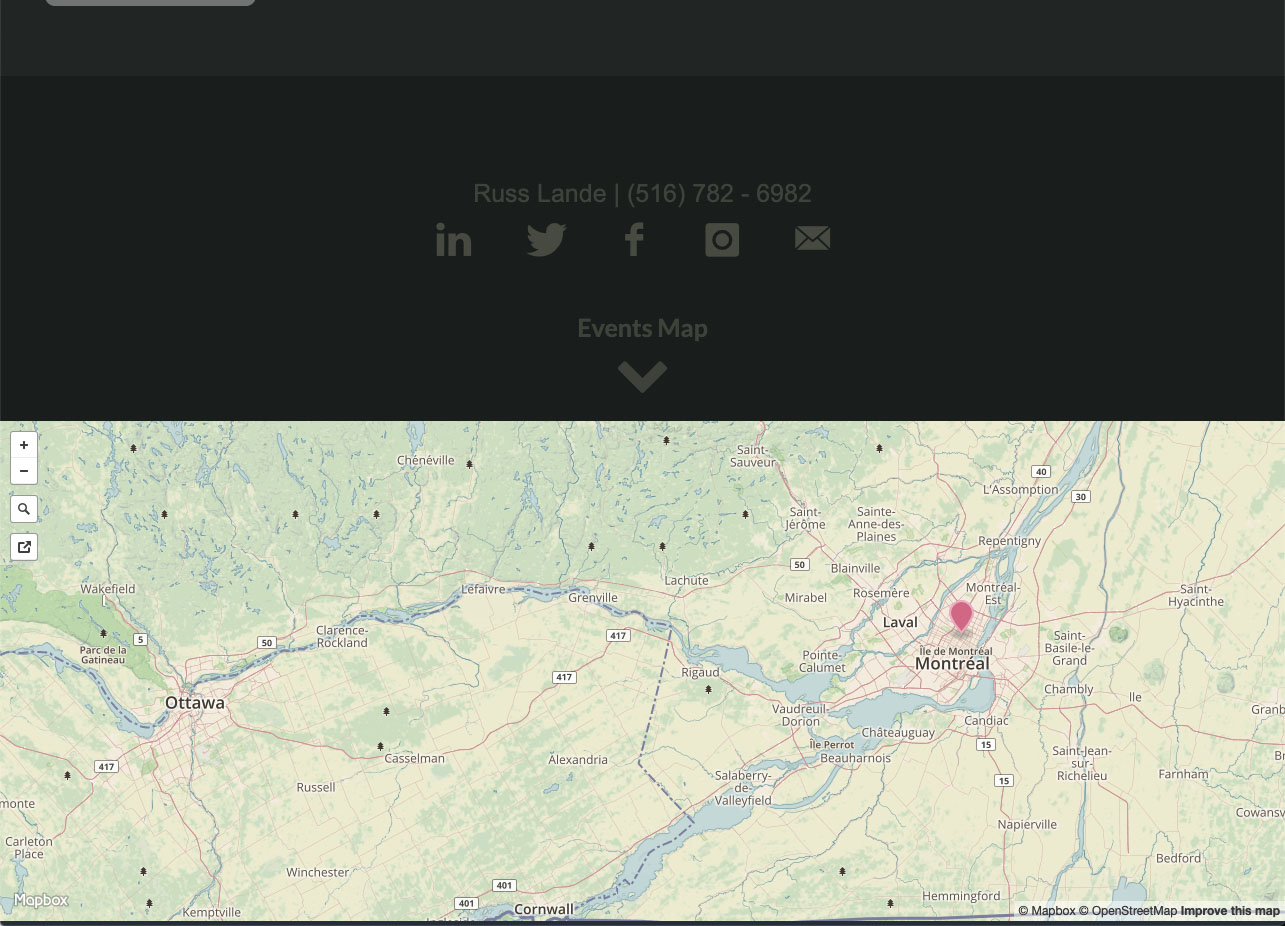 Russ Lande | (516) 782 - 6982
in
f
Events Map
+
−
Chénéville
Saint-
Sauveur
40
L'Assomption
30
Saint-
Jérôme
Sainte-
Anne-des-
Plaines
Repentigny
50
Blainville
Lachute
Wakefield
Lefaivre
Grenville
Mirabel
Rosemère
Montréal-
Est
Saint-
Hyacinthe
Laval
Clarence-
Rockland
5
50
417
Parc de la
Gatineau
Île de Montréal
Montréal
Saint-
Basile-le-
Grand
Pointe-
Calumet
Rigaud
417
Ottawa
Chambly
Ile
Vaudreuil-
Dorion
Candiac
Granb
Châteauguay
Île Perrot
15
Beauharnois
Casselman
Alexandria
Saint-Jean-
sur-
Richelieu
Farnham
Br
417
Salaberry-
de-
Valleyfield
15
Russell
monte
Cowansv
Napierville
Carleton
Place
Bedford
Winchester
401
Hemmingford
Mapbox
401
Cornwall
Kemptville
© Mapbox © OpenStreetMap Improve this map